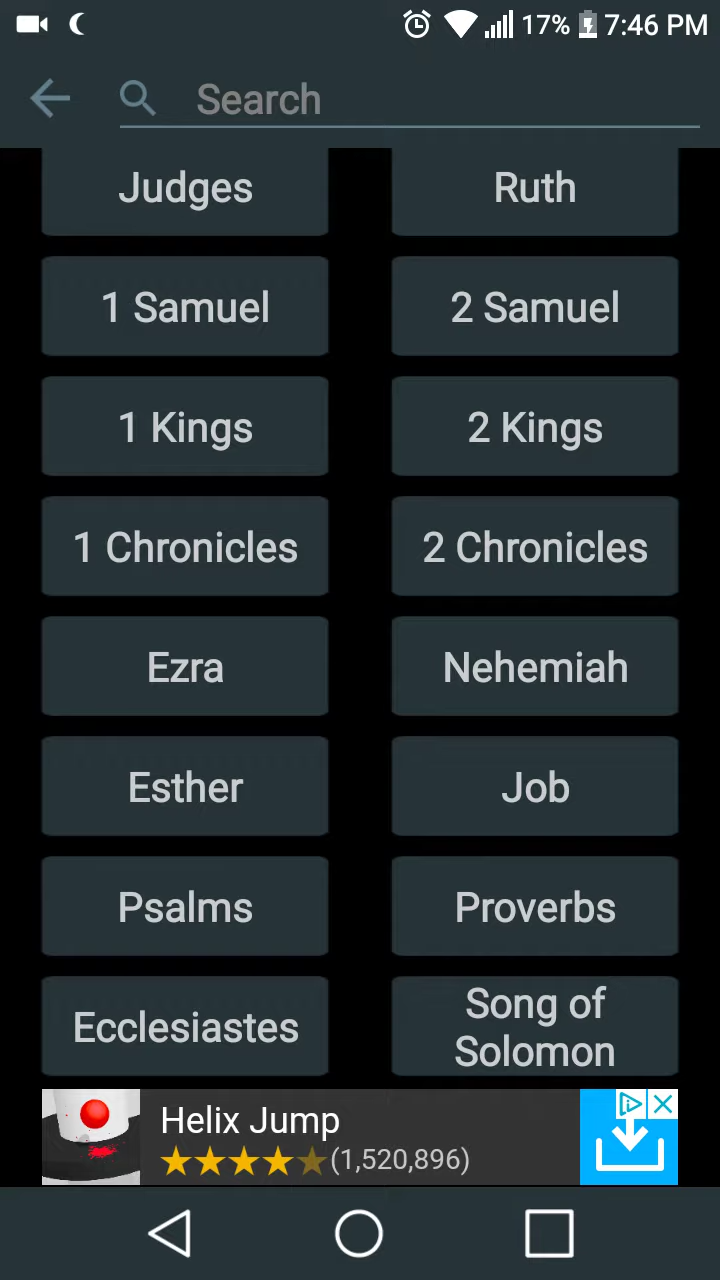 17% 7:46 PM
Search
Judges
Ruth
1 Samuel
2 Samuel
1 Kings
2 Kings
1 Chronicles
2 Chronicles
Ezra
Nehemiah
Esther
Job
Psalms
Proverbs
Ecclesiastes
Song of
Solomon
Helix Jump
(1,520,896)